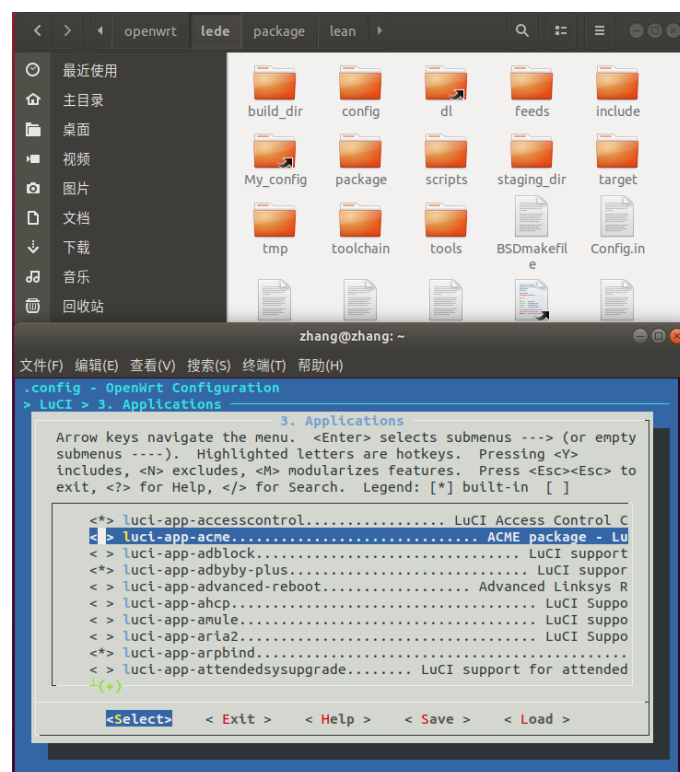 openwrt lede package lean
最近使用
主目录
桌面
视频
图片
文档
下载
音乐
回收站
build_dir config dl feeds include
My_config package scripts staging_dir target
tmp toolchain tools BSDmakefil
e Config.in
zhang@zhang: ~
文件(F) 编辑(E) 查看(V) 搜索(S) 终端(T) 帮助(H)
.config - OpenWrt Configuration
> LuCI > 3. Applications
3. Applications
Arrow keys navigate the menu. <Enter> selects submenus ---> (or empty
submenus ----). Highlighted letters are hotkeys. Pressing <Y>
includes, <N> excludes, <M> modularizes features. Press <Esc><Esc> to
exit, <?> for Help, </> for Search. Legend: [*] built-in [ ]
<*> luci-app-accesscontrol................. LuCI Access Control C
< > luci-app-acme............................... ACME package - Lu
< > luci-app-adblock................................. LuCI support
<*> luci-app-adbyby-plus............................... LuCI suppor
< > luci-app-advanced-reboot................... Advanced Linksys R
< > luci-app-ahcp...................................... LuCI Suppo
< > luci-app-amule..................................... LuCI suppo
< > luci-app-aria2..................................... LuCI Suppo
<*> luci-app-arpbind...............................................
< > luci-app-attendedsysupgrade........ LuCI support for attended
(+)
<Select> < Exit > < Help > < Save > < Load >